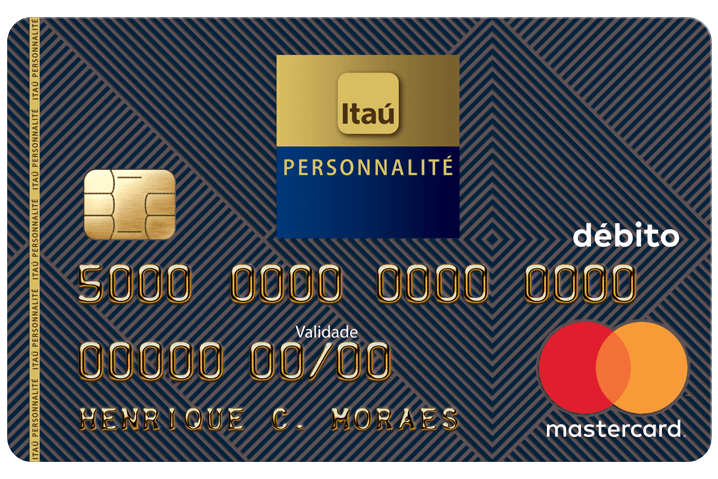 ITAÚ PERSONNALITÉ ITAÚ PERSONNALITÉ ITAÚ PERSONNALITÉ ITAÚ PERSONNALITÉ ITAÚ PERSONNALITÉ
Itaú
PERSONNALITÉ
débito
5000 0000 0000 0000
Validade
00000 00/00
HENRIQUE C. MORAES
mastercard